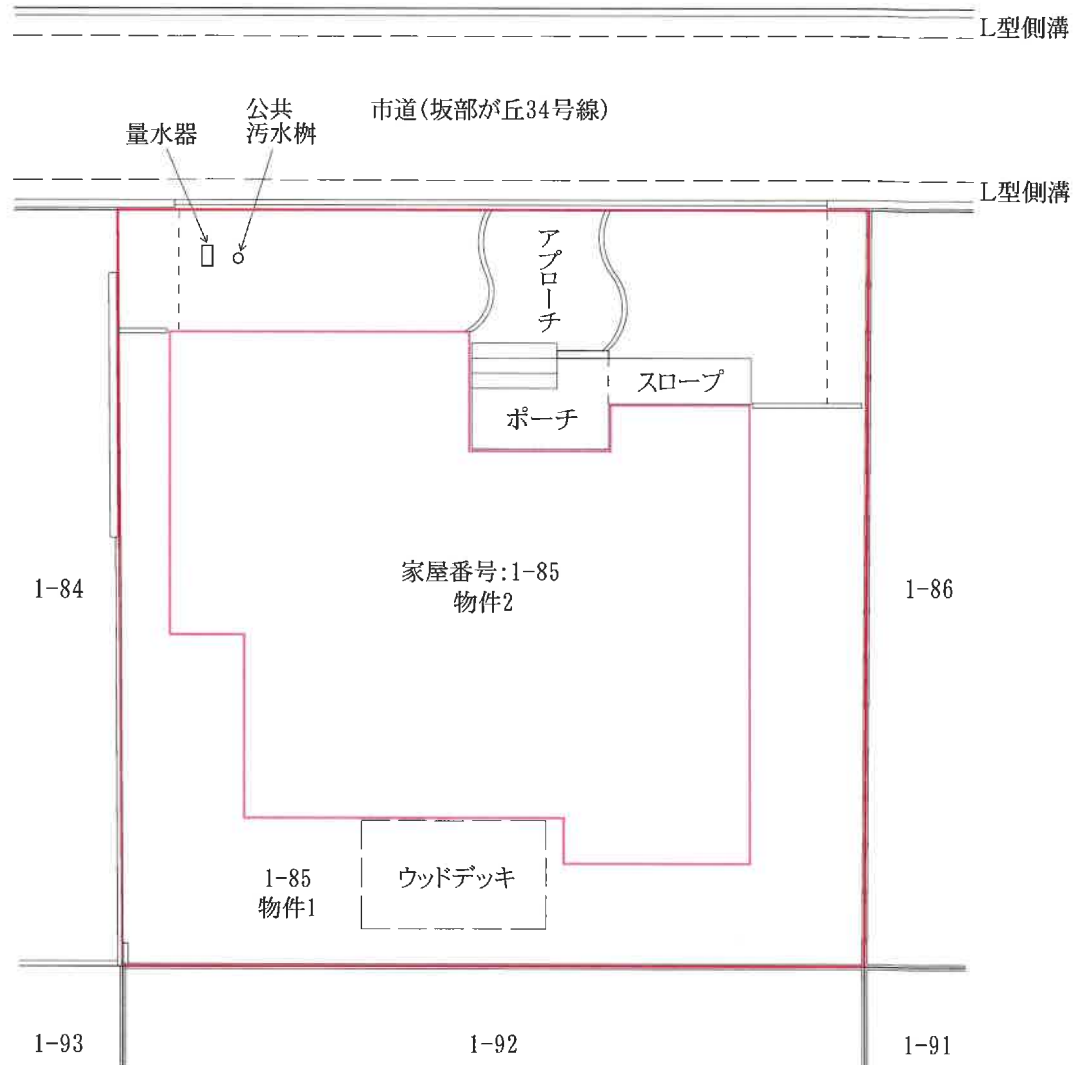 L型側溝
市道(坂部が丘34号線)
公共
汚水桝
量水器
L型側溝
アプローチ
スロープ
ポーチ
家屋番号:1-85
物件2
1-84
1-86
ウッドデッキ
1-85
物件1
1-93
1-92
1-91